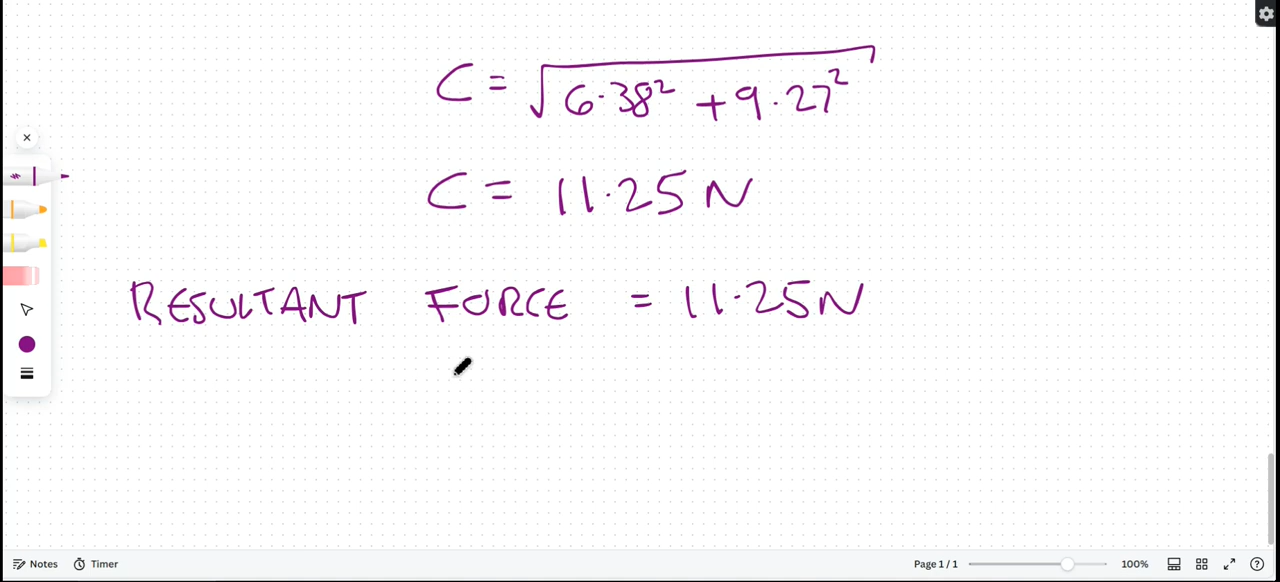 C = √6.38² + 9.27²
C = 11.25 N
RESULTANT FORCE = 11.25N
Notes Timer Page 1 / 1 100%